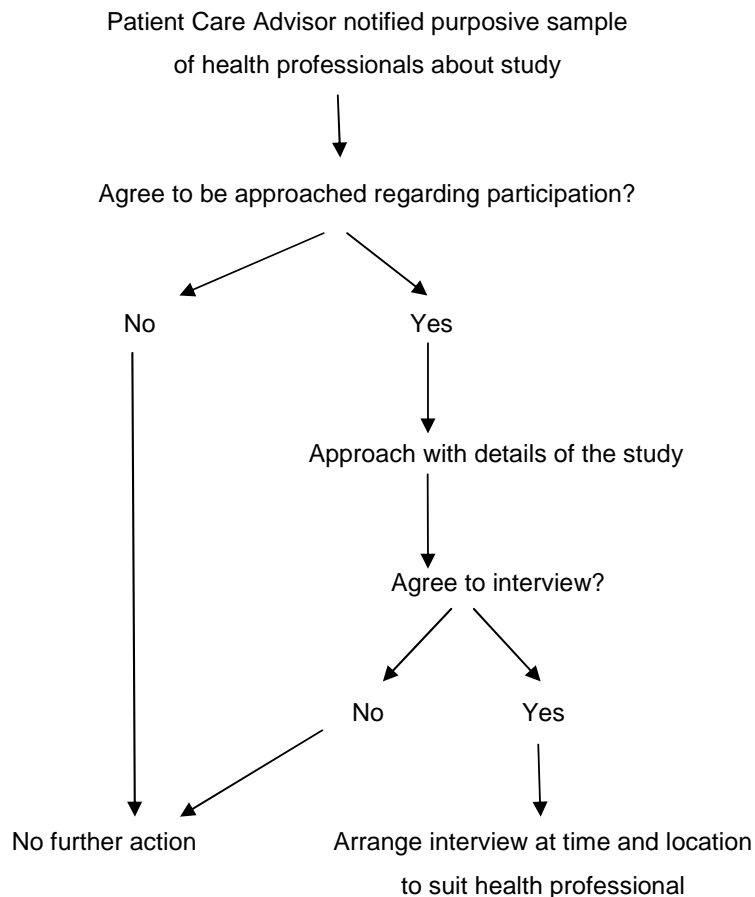 Patient Care Advisor notified purposive sample
of health professionals about study
Agree to be approached regarding participation?
No
Yes
Approach with details of the study
Agree to interview?
No
Yes
No further action
Arrange interview at time and location
to suit health professional